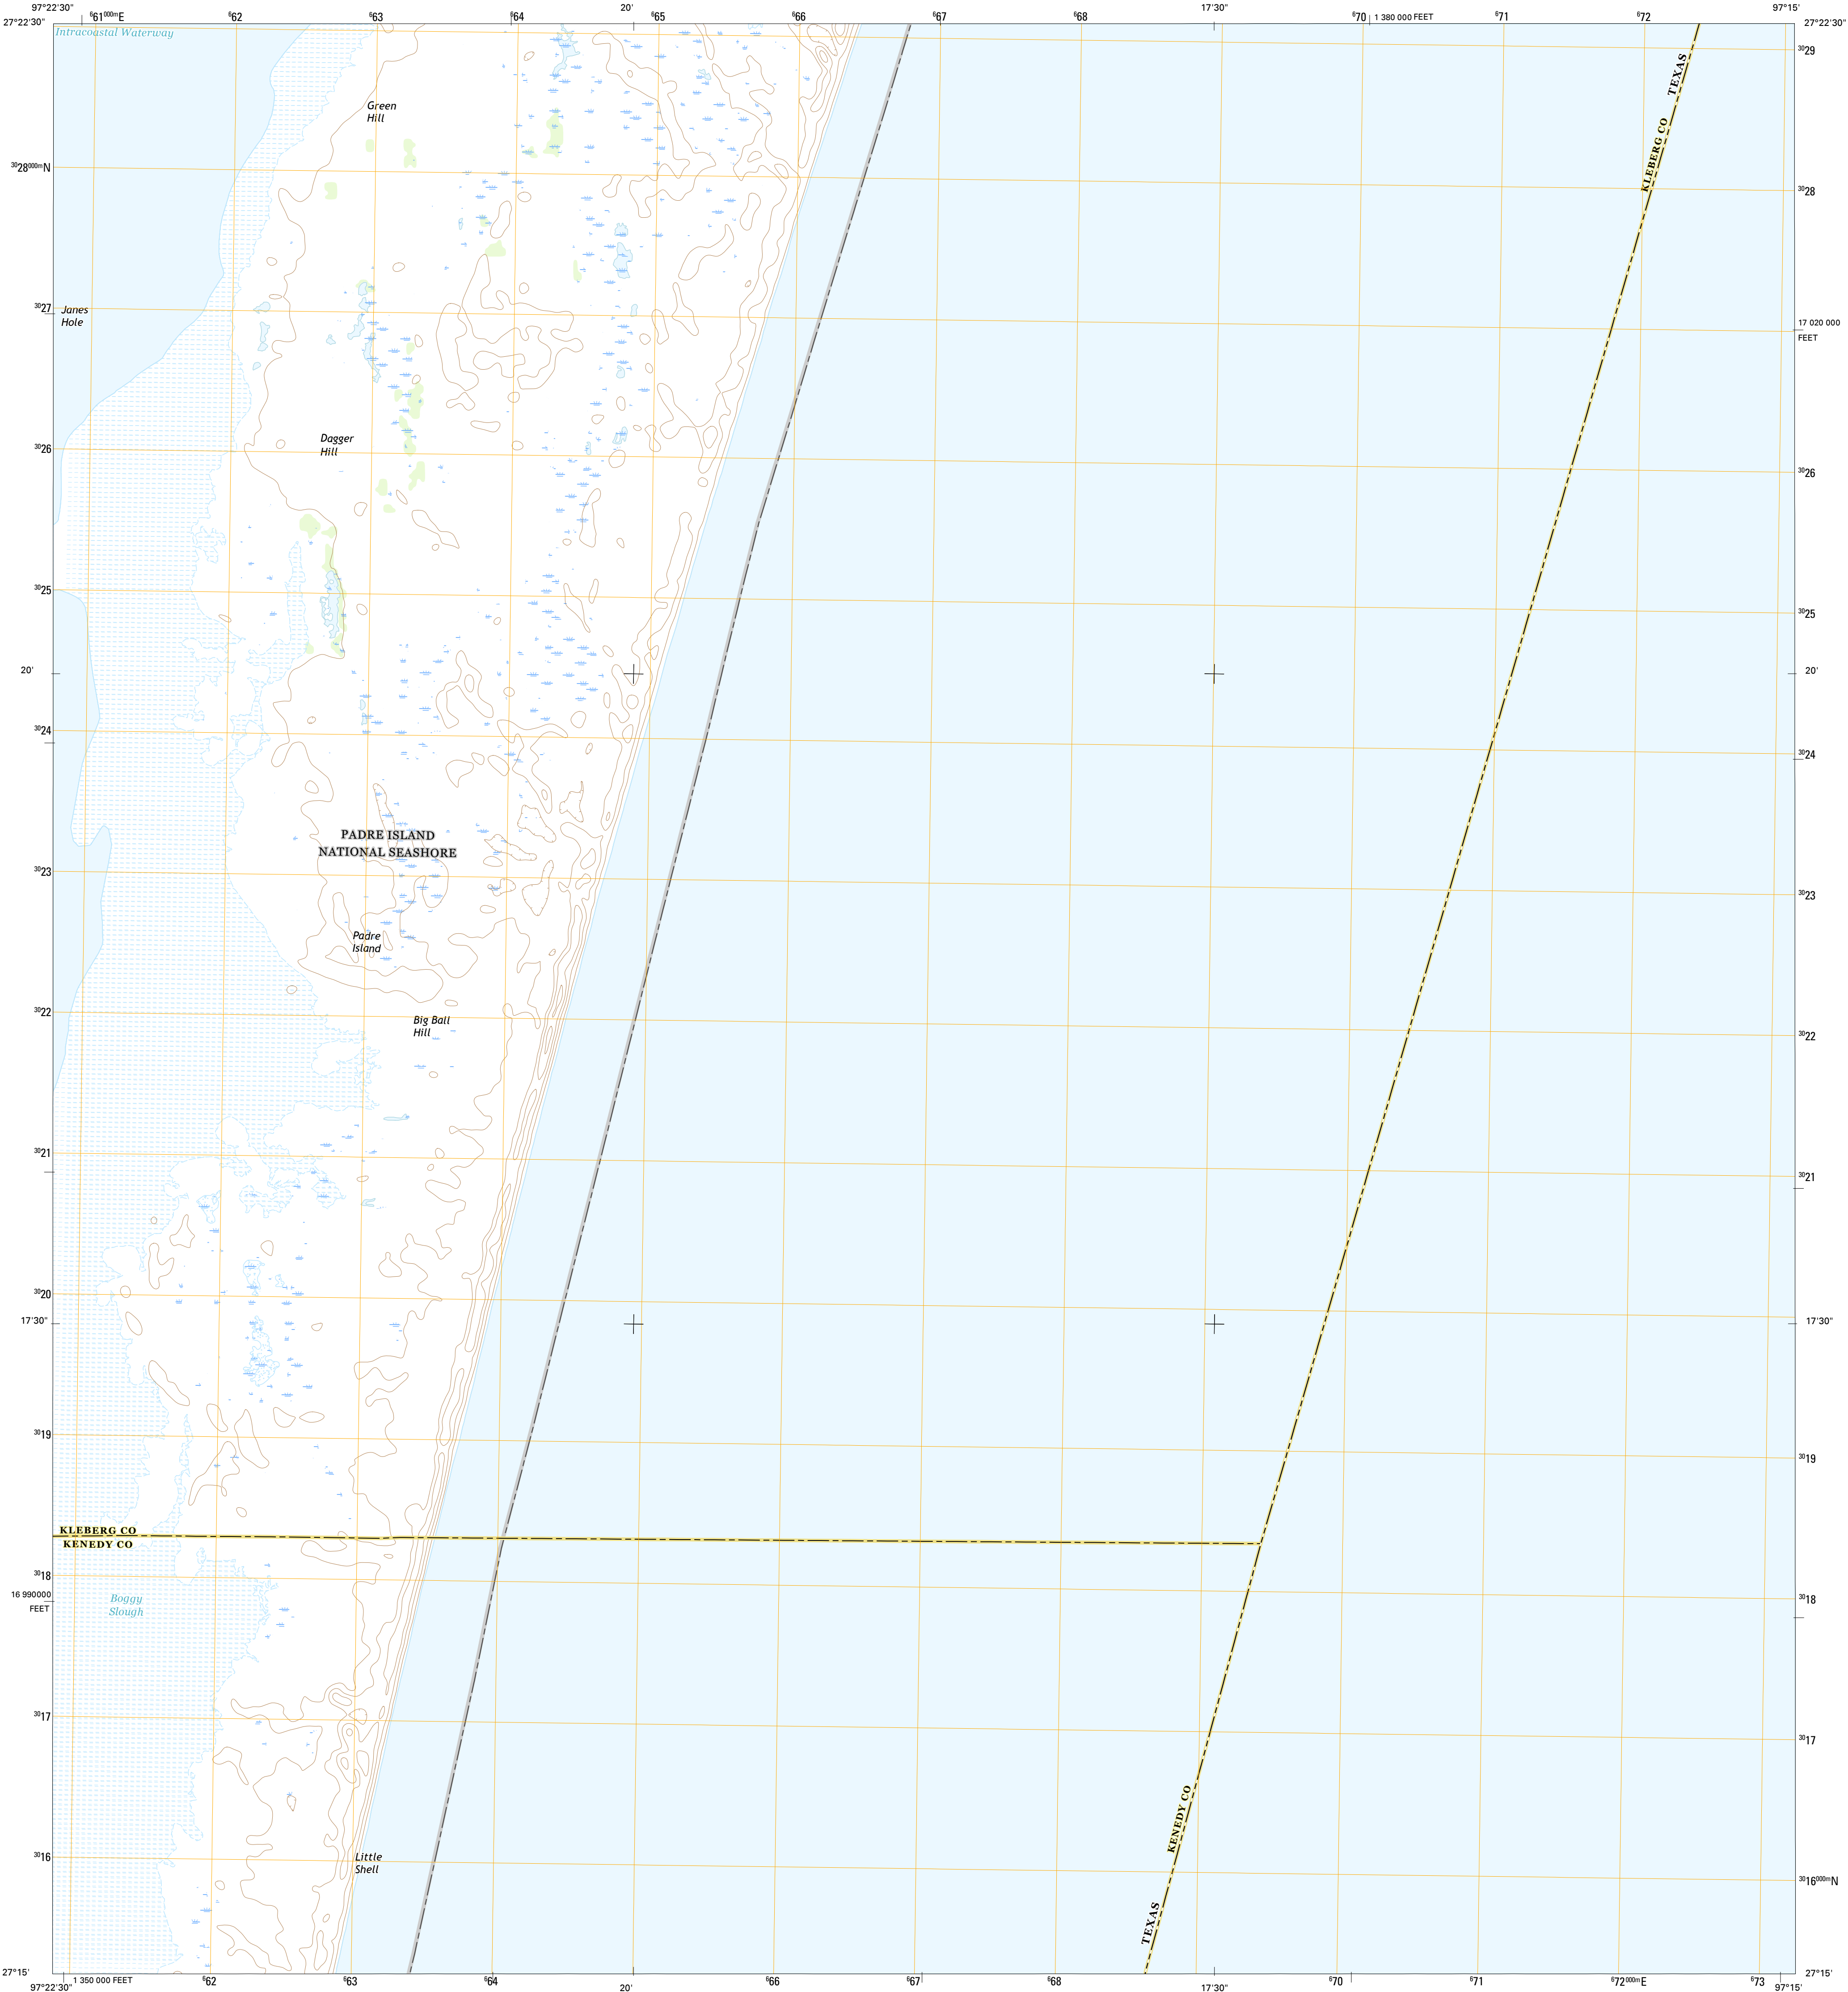 97°22'30"
⁶61⁰⁰⁰ᵐE
⁶62
⁶63
⁶64
20'
⁶65
⁶66
⁶67
⁶68
17'30"
⁶70
1 380 000 FEET
⁶71
⁶72
97°15'
27°22'30"
27°22'30"
Intracoastal Waterway
³⁰29
TEXAS
Green
Hill
KLEBERG CO
³⁰28⁰⁰⁰ᵐN
³⁰28
³⁰27
Janes
Hole
17 020 000
FEET
Dagger
Hill
³⁰26
³⁰26
³⁰25
³⁰25
20'
20'
³⁰24
³⁰24
PADRE ISLAND
NATIONAL SEASHORE
³⁰23
³⁰23
Padre
Island
³⁰22
Big Ball
Hill
³⁰22
³⁰21
³⁰21
³⁰20
17'30"
17'30"
³⁰19
³⁰19
KLEBERG CO
KENEDY CO
³⁰18
16 990000
FEET
Boggy
Slough
³⁰18
³⁰17
³⁰17
KENEDY CO
³⁰16
Little
Shell
³⁰16⁰⁰⁰ᵐN
TEXAS
27°15'
27°15'
97°22'30"
1 350 000 FEET
⁶62
⁶63
⁶64
20'
⁶66
⁶67
⁶68
17'30"
⁶70
⁶71
⁶72⁰⁰⁰ᵐE
⁶73
97°15'